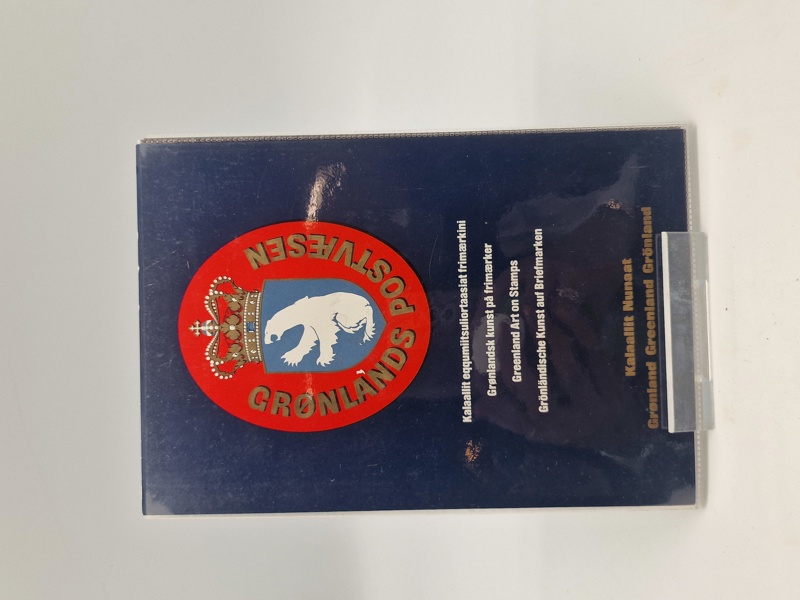 GRØNLANDS POSTVÆSEN
Kalaallit eqqumiitsuliortaasiat frimærkini
Grønlandsk kunst på frimærker
Greenland Art on Stamps
Grönländische Kunst auf Briefmarken
Kalaallit Nunaat
Grønland Greenland Grönland